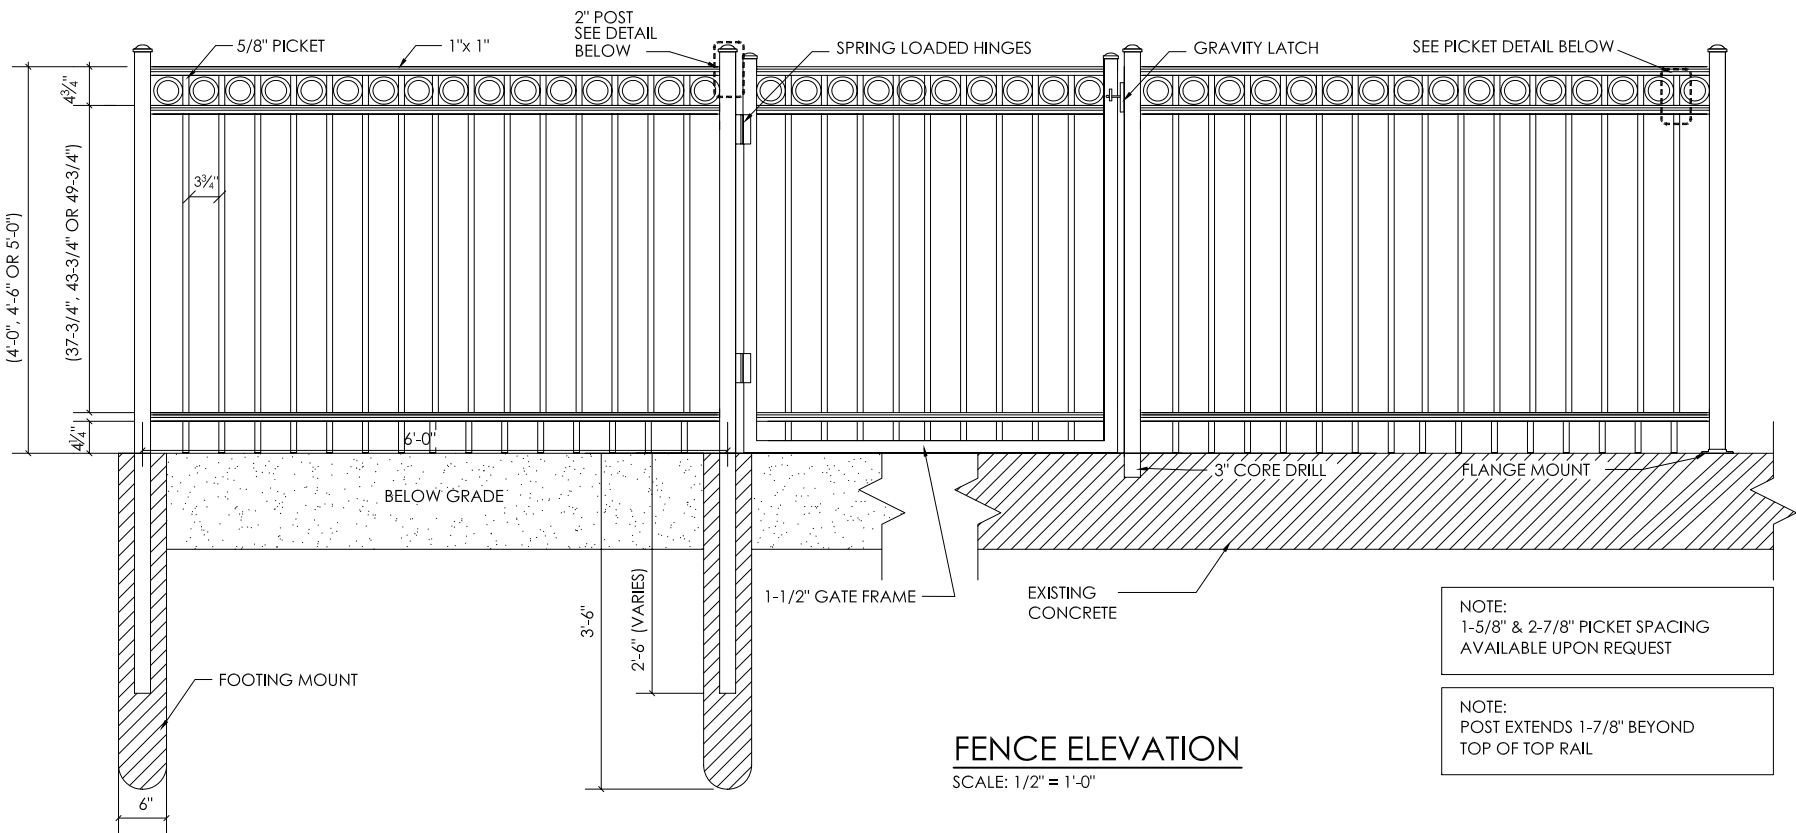 2" POST
SEE DETAIL
BELOW
5/8" PICKET
1"x 1"
SPRING LOADED HINGES
GRAVITY LATCH
SEE PICKET DETAIL BELOW
4¾"
3¾"
(4'-0", 4'-6" OR 5'-0")
(37-3/4", 43-3/4" OR 49-3/4")
4¼"
6'-0"
3" CORE DRILL
FLANGE MOUNT
BELOW GRADE
1-1/2" GATE FRAME
EXISTING
CONCRETE
3'-6"
2'-6" (VARIES)
FOOTING MOUNT
6"
NOTE:
1-5/8" & 2-7/8" PICKET SPACING
AVAILABLE UPON REQUEST
NOTE:
POST EXTENDS 1-7/8" BEYOND
TOP OF TOP RAIL
FENCE ELEVATION
SCALE: 1/2" = 1'-0"